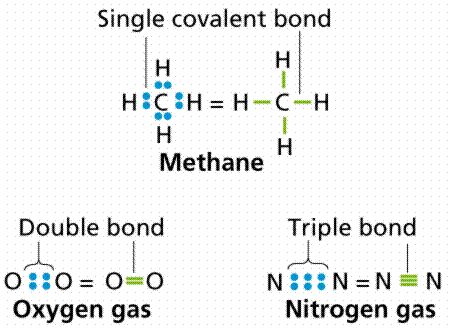 Single covalent bond
H H
H C H = H C H
H H
Methane
Double bond
O O = O O
Oxygen gas
Triple bond
N N = N N
Nitrogen gas